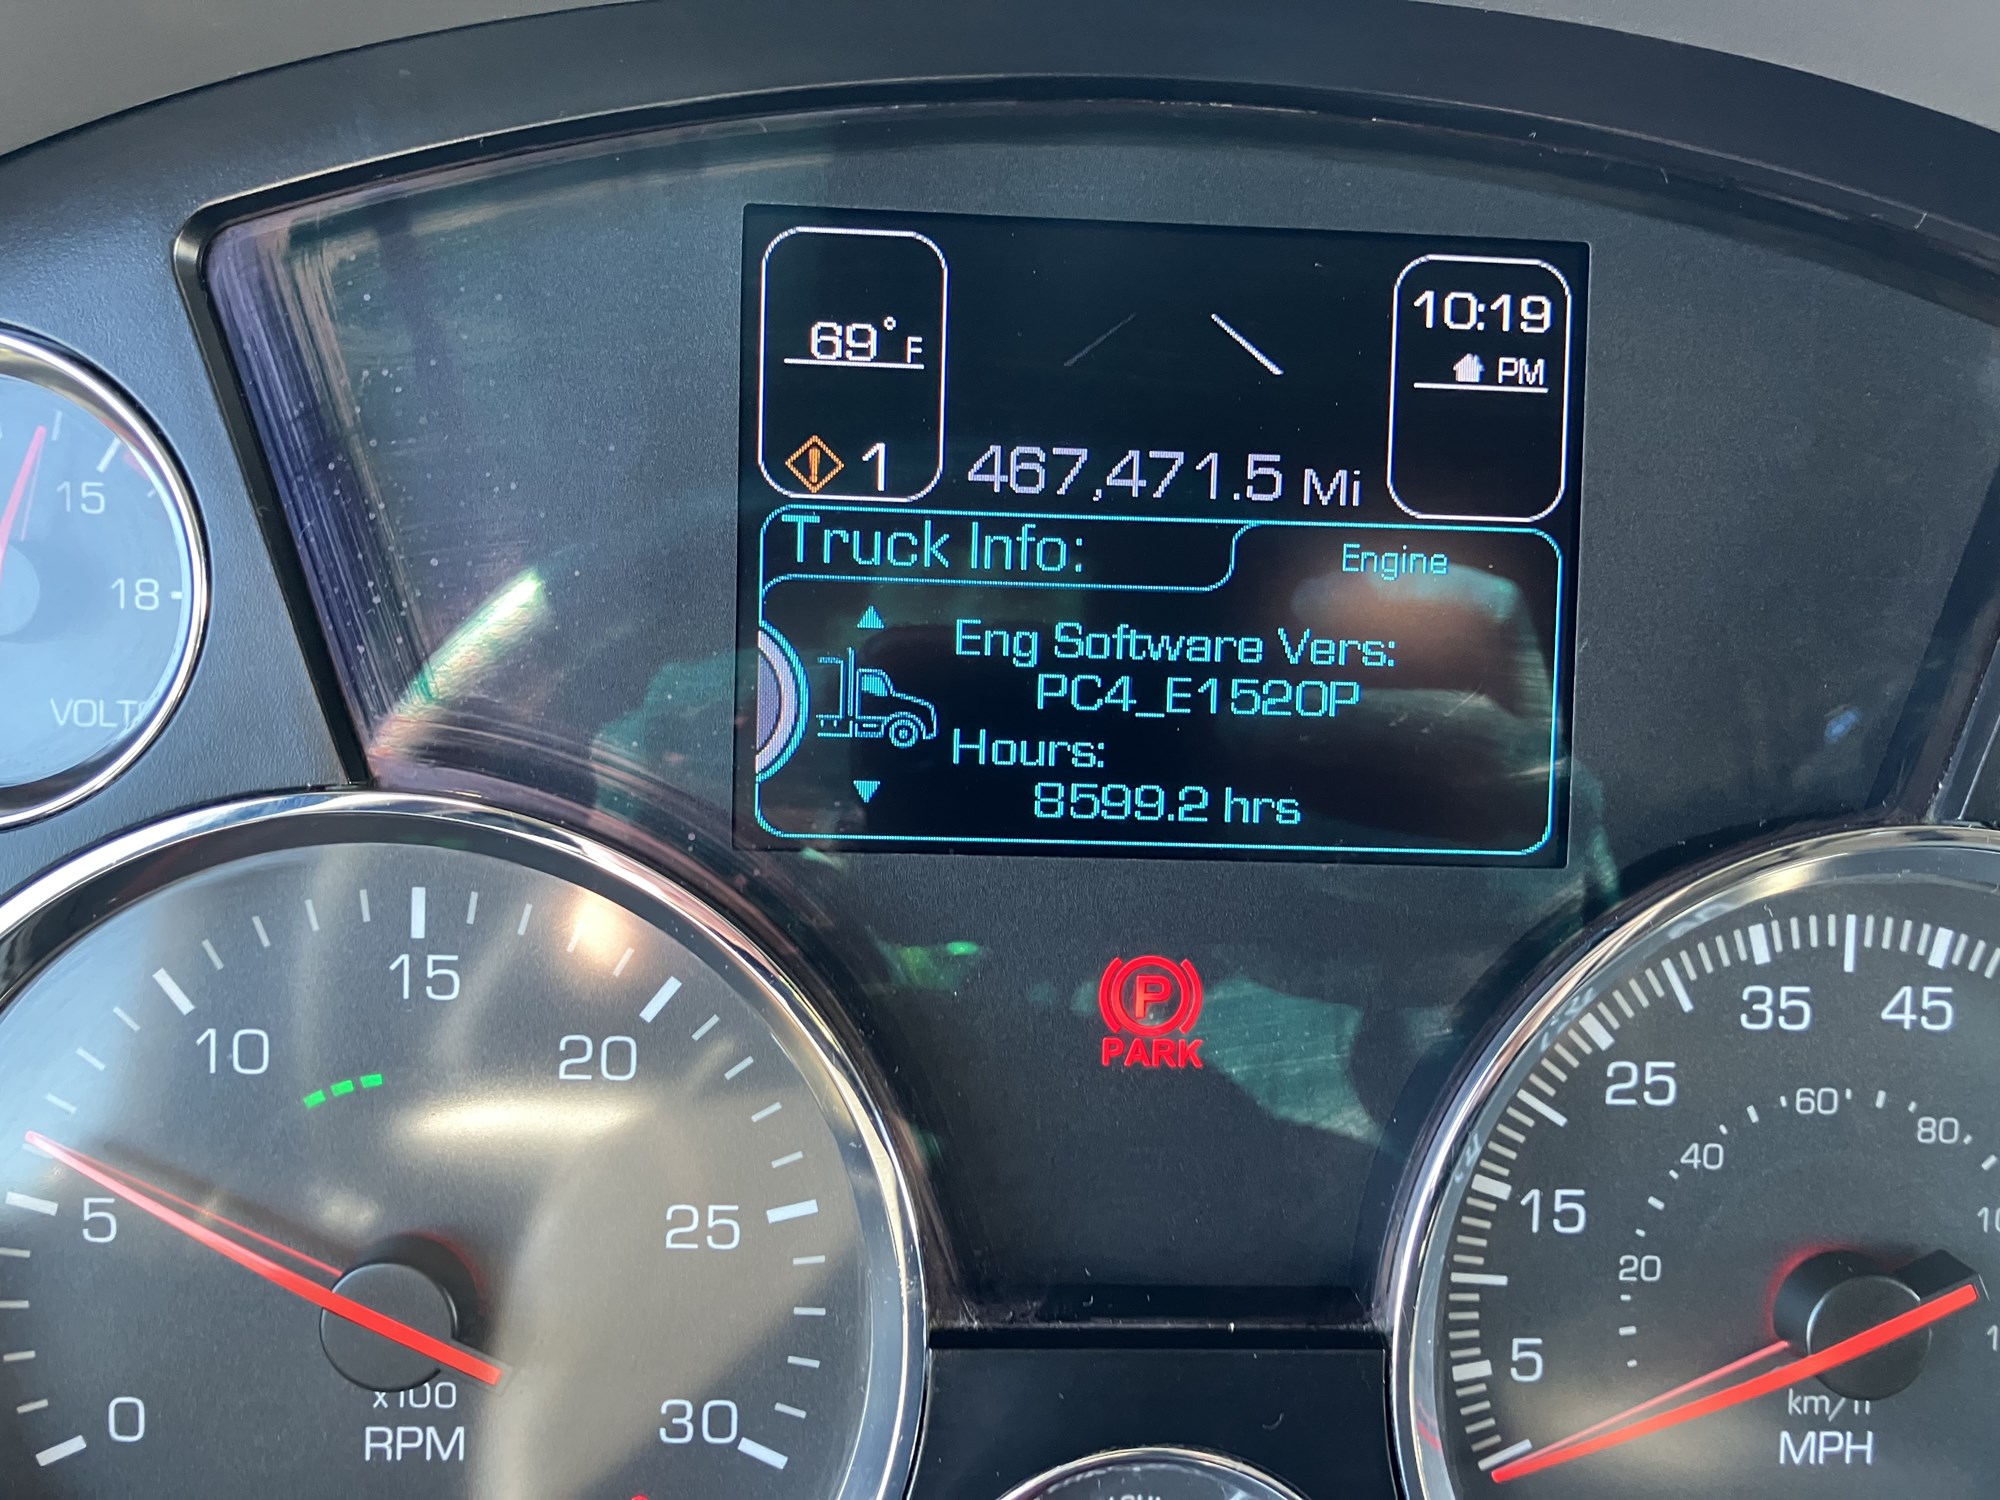 69° F
10:19
PM
1
467,471.5 Mi
Truck Info:
Engine
Eng Software Vers:
PC4_E1520P
Hours:
8599.2 hrs
15
18
VOLTS
P
PARK
0
5
10
15
20
25
30
x100
RPM
5
15
25
35
45
20
40
60
80
km/h
MPH